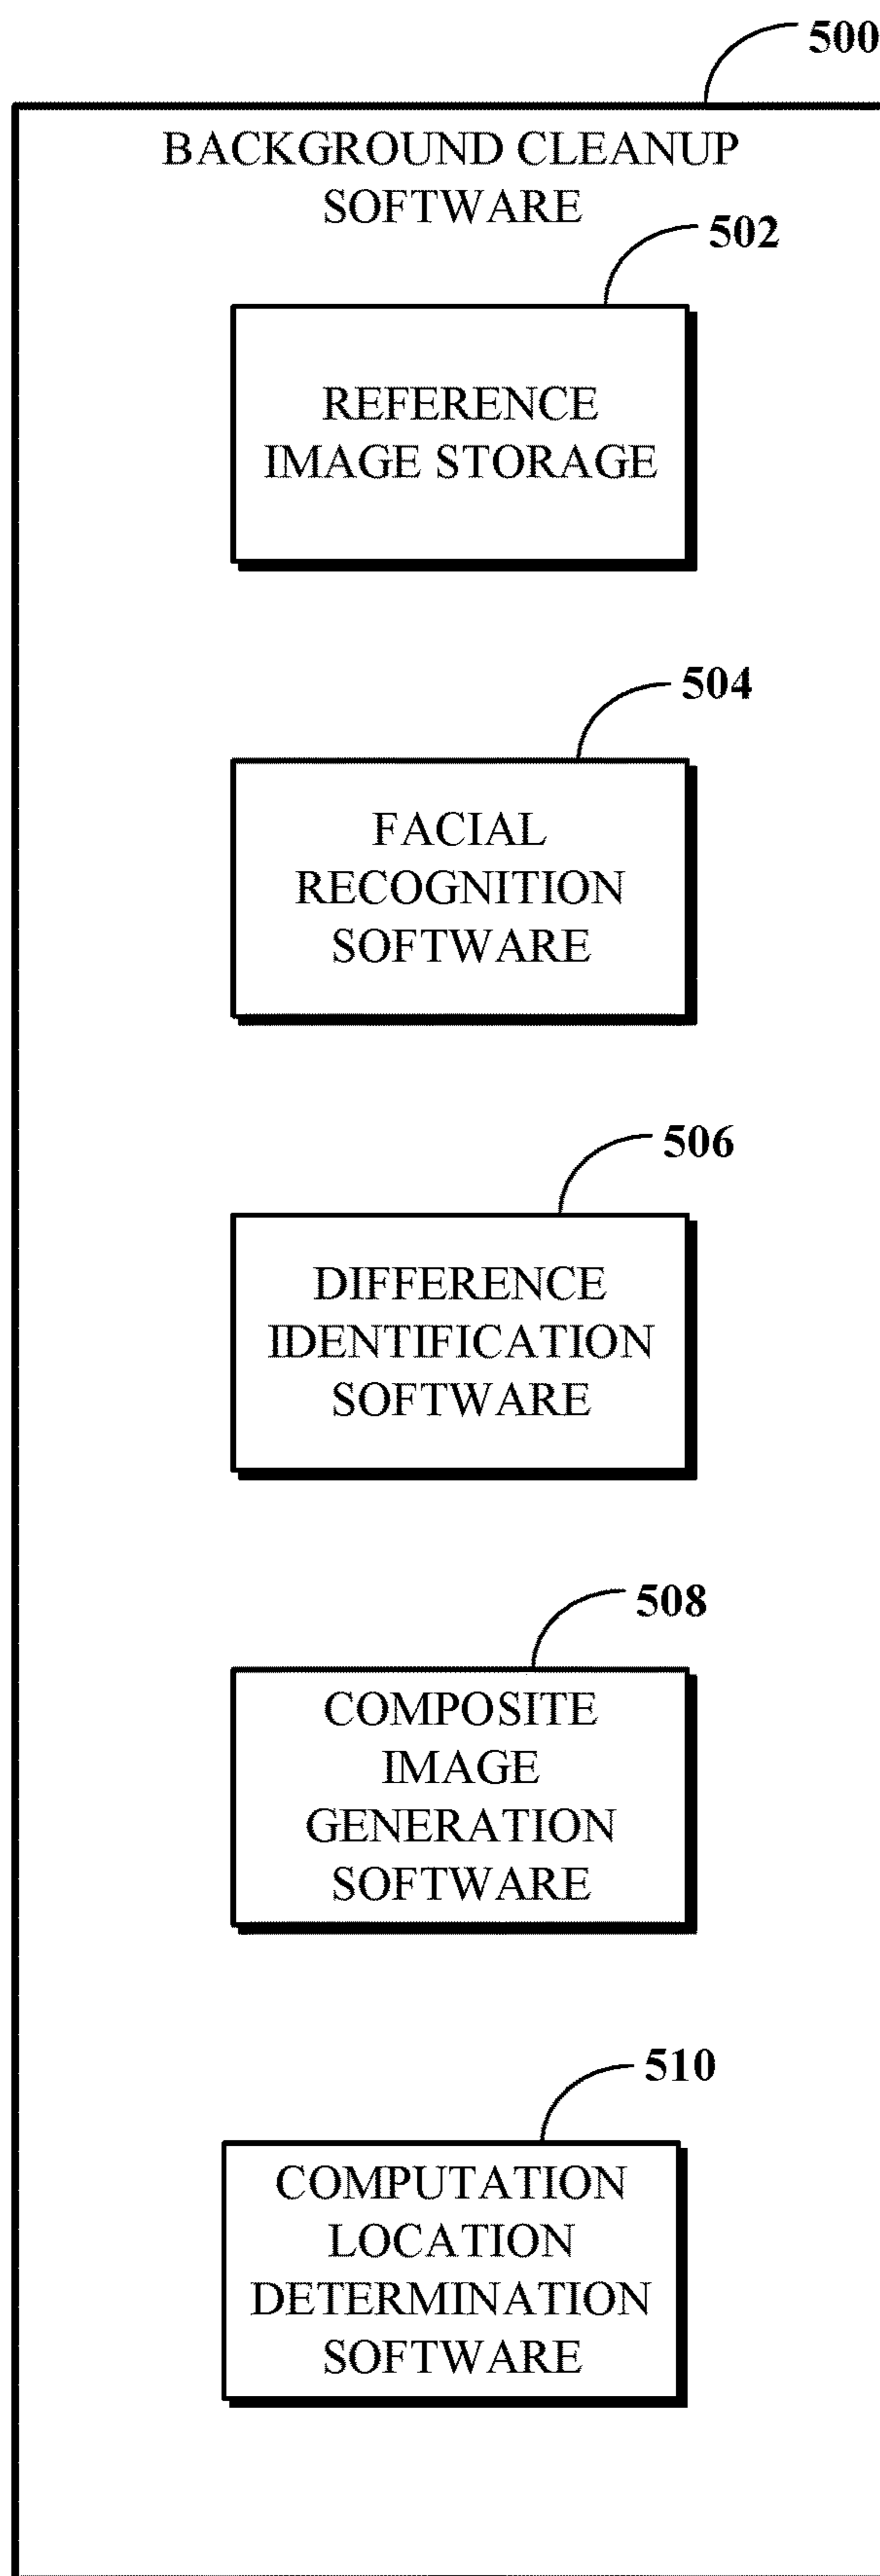 500
BACKGROUND CLEANUP
SOFTWARE
502
REFERENCE
IMAGE STORAGE
504
FACIAL
RECOGNITION
SOFTWARE
506
DIFFERENCE
IDENTIFICATION
SOFTWARE
508
COMPOSITE
IMAGE
GENERATION
SOFTWARE
510
COMPUTATION
LOCATION
DETERMINATION
SOFTWARE